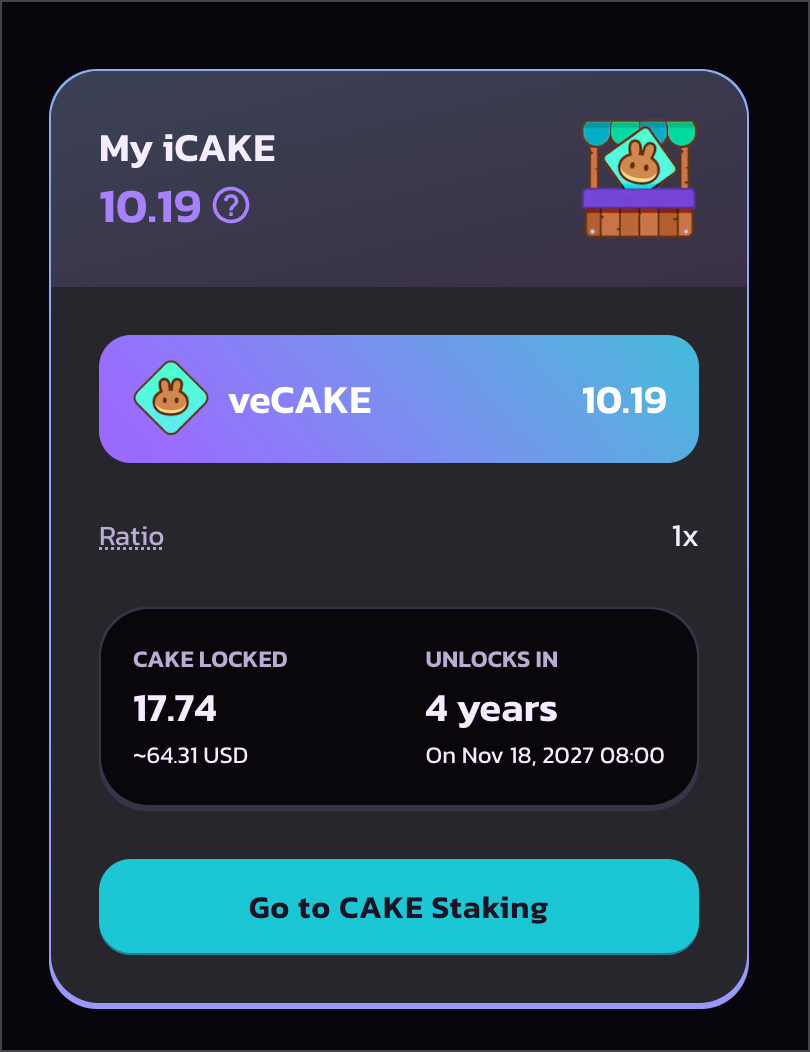 My iCAKE
10.19 ?
veCAKE 10.19
Ratio 1x
CAKE LOCKED UNLOCKS IN
17.74 4 years
~64.31 USD On Nov 18, 2027 08:00
Go to CAKE Staking